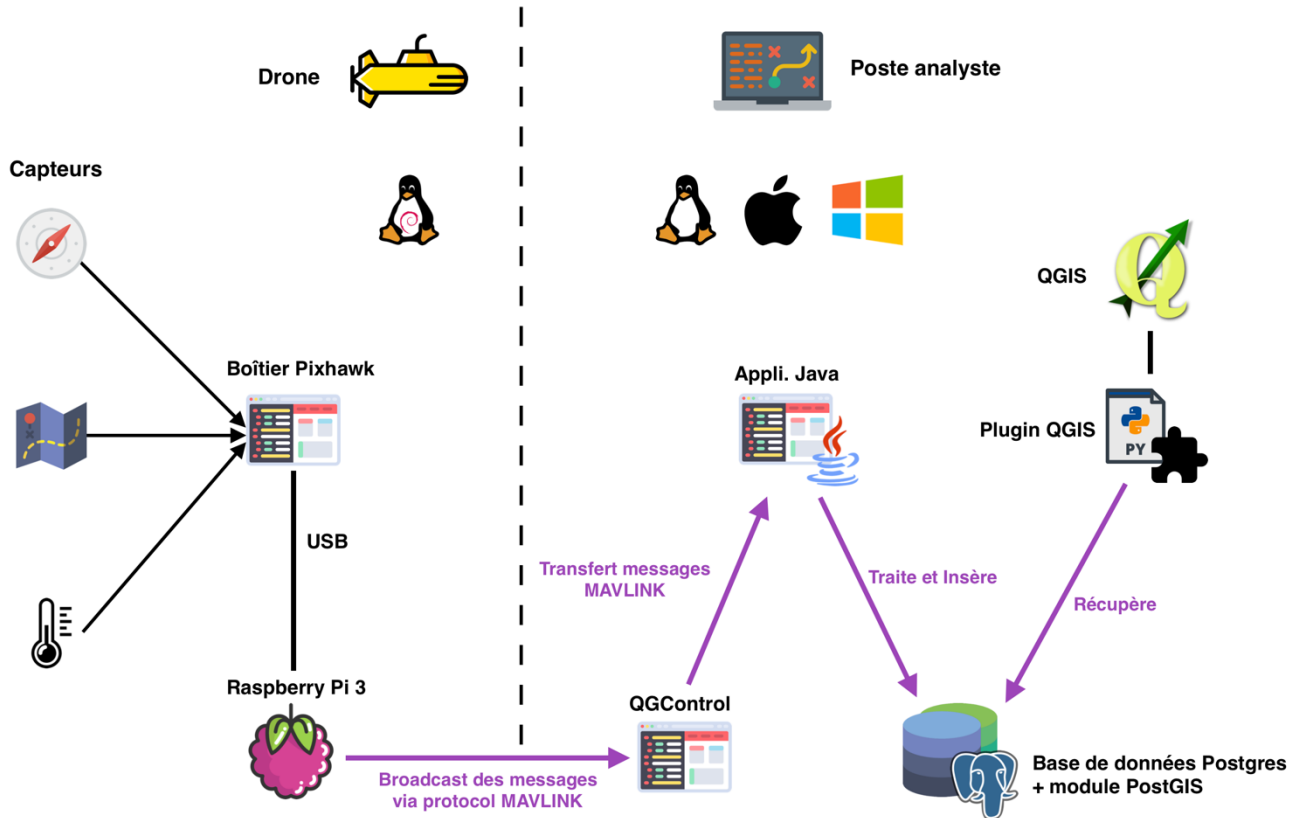 Drone
Poste analyste
Capteurs
QGIS
Boîtier Pixhawk
Appli. Java
Plugin QGIS
PY
USB
Transfert messages
MAVLINK
Traite et Insère
Récupère
Raspberry Pi 3
QGControl
Broadcast des messages
via protocol MAVLINK
Base de données Postgres
+ module PostGIS